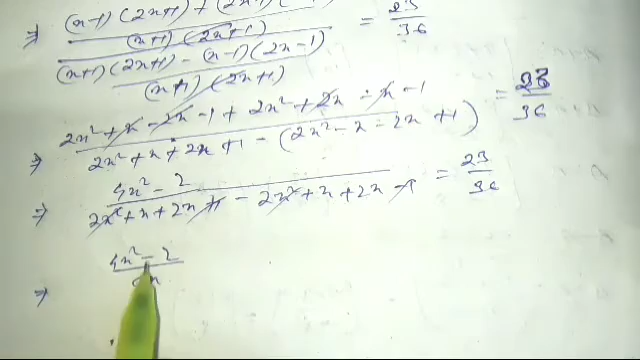 ⇒ (x-1)(2x+1) + (2x-1)
(x+1)(2x+1) = 23/36
(x+1)(2x+1) - (x-1)(2x-1)
(x+1)(2x+1)
⇒ 2x²+x-2x-1+2x²+2x-x-1 = 23/36
2x²+x+2x+1-(2x²-x-2x+1)
⇒ 4x²-2 = 23/36
2x²+x+2x+1-2x²+x+2x-1
⇒ 4x²-2